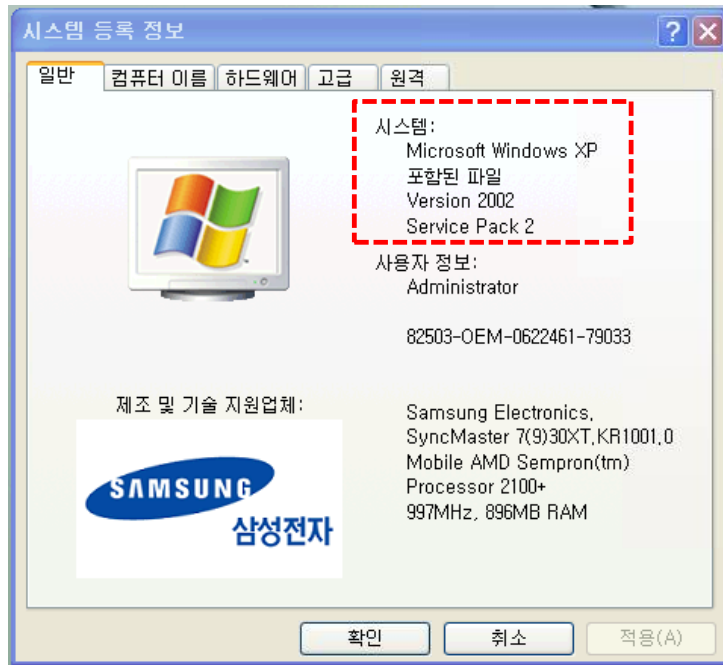 시스템 등록 정보
일반
컴퓨터 이름
하드웨어
고급
원격
시스템:
Microsoft Windows XP
포함된 파일
Version 2002
Service Pack 2
사용자 정보:
Administrator
82503-OEM-0622461-79033
제조 및 기술 지원업체:
SAMSUNG
삼성전자
Samsung Electronics,
SyncMaster 7(9)30XT,KR1001,0
Mobile AMD Sempron(tm)
Processor 2100+
997MHz, 896MB RAM
확인
취소
적용(A)